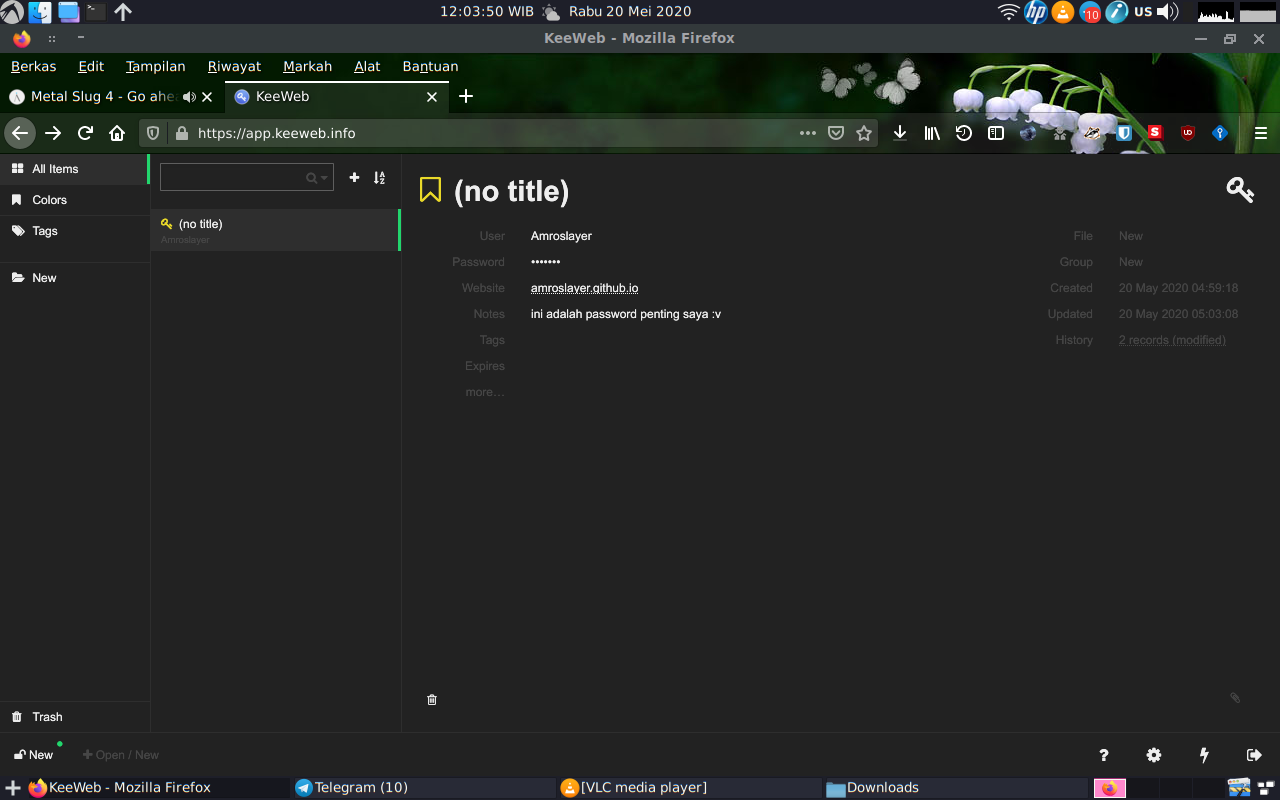 12:03:50 WIB Rabu 20 Mei 2020 hp 10 US
KeeWeb - Mozilla Firefox
Berkas Edit Tampilan Riwayat Markah Alat Bantuan
Metal Slug 4 - Go ahea KeeWeb
https://app.keeweb.info
All Items
Colors
Tags
New
Trash
(no title)
Amroslayer
(no title)
User Amroslayer
Password •••••••
Website amroslayer.github.io
Notes ini adalah password penting saya :v
Tags
Expires
more…
File New
Group New
Created 20 May 2020 04:59:18
Updated 20 May 2020 05:03:08
History 2 records (modified)
New Open / New
KeeWeb - Mozilla Firefox Telegram (10) [VLC media player] Downloads